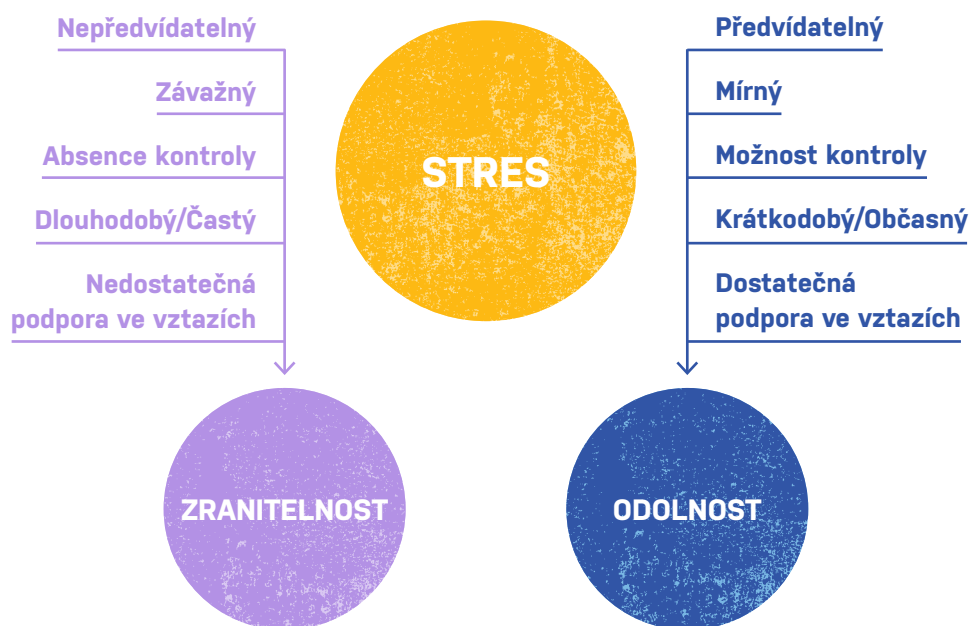 Nepředvídatelný
Závažný
Absence kontroly
Dlouhodobý/Častý
Nedostatečná
podpora ve vztazích
STRES
Předvídatelný
Mírný
Možnost kontroly
Krátkodobý/Občasný
Dostatečná
podpora ve vztazích
ZRANITELNOST
ODOLNOST